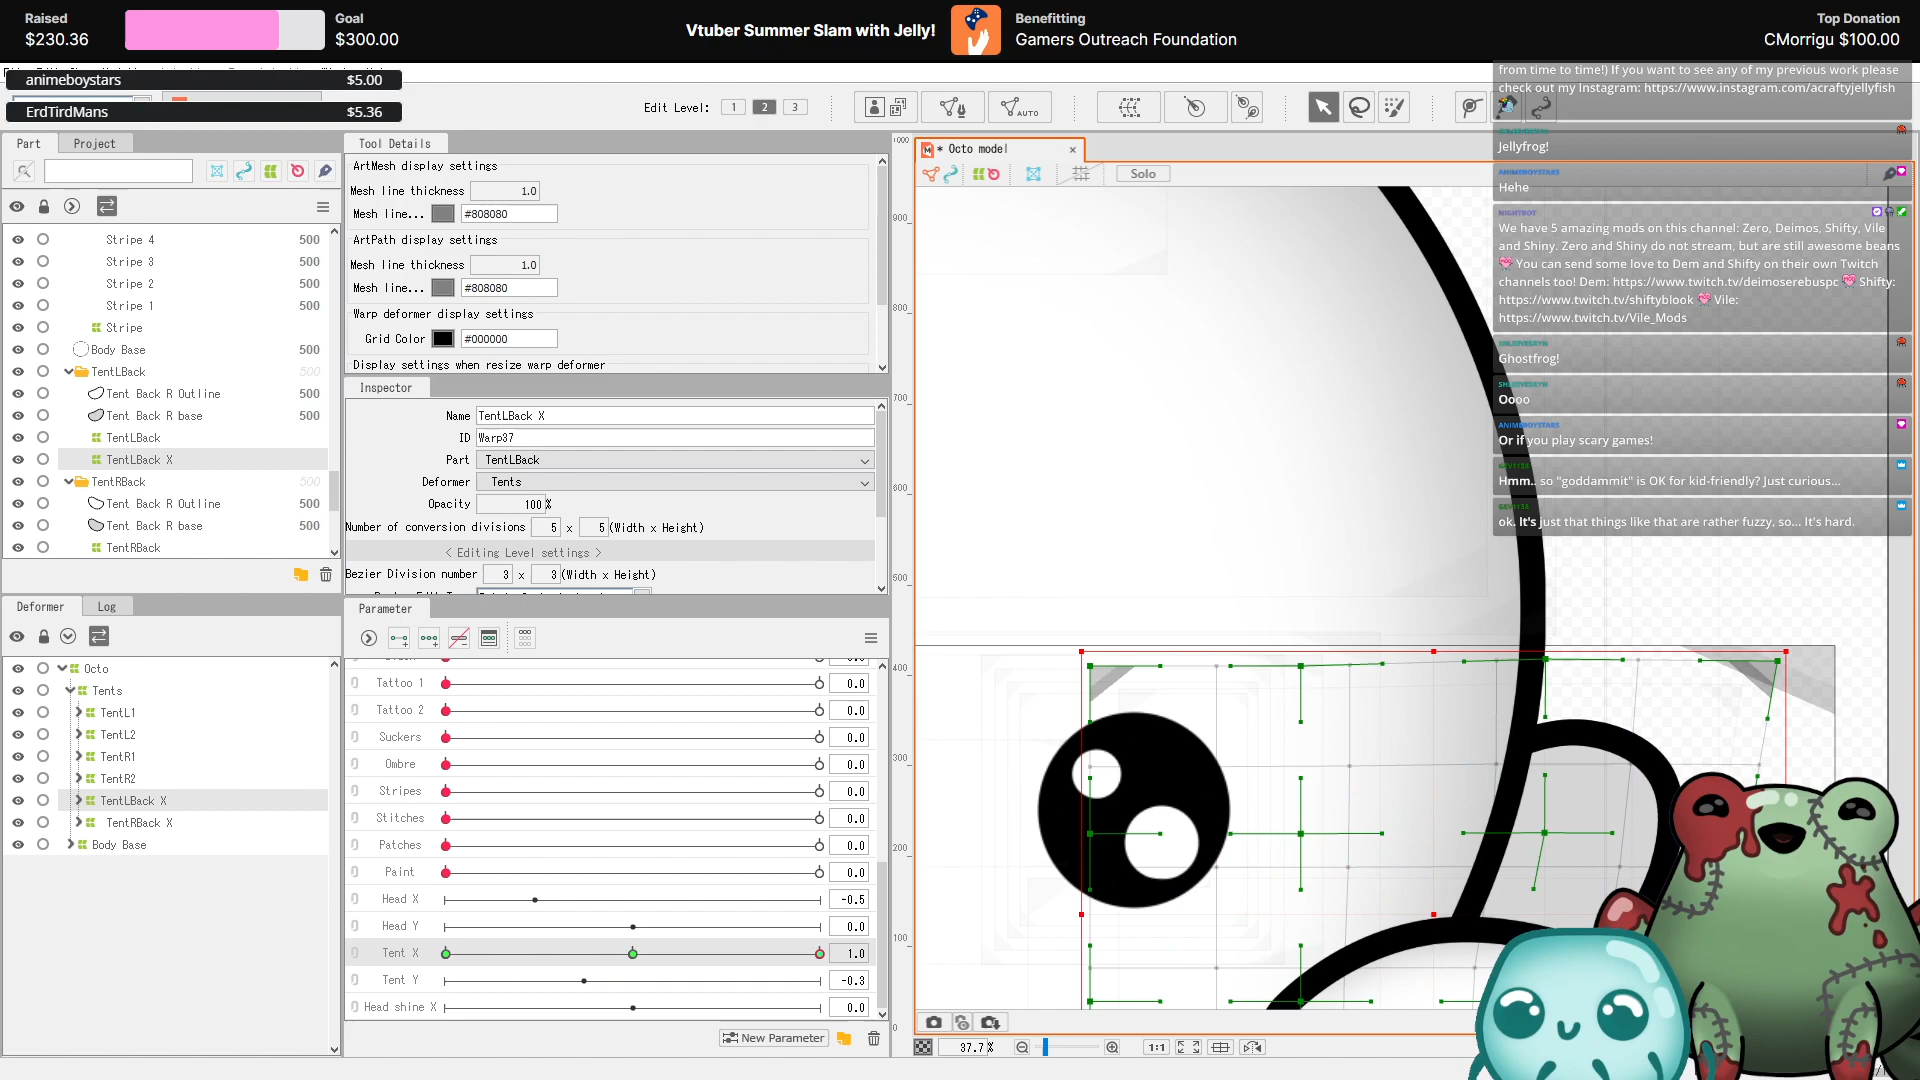 Raised
$230.36
Goal
$300.00
Vtuber Summer Slam with Jelly!
Benefitting
Gamers Outreach Foundation
Top Donation
CMorrigu $100.00
animeboystars $5.00
ErdTirdMans $5.36
Edit Level: 1 2 3
AUTO
from time to time!) If you want to see any of my previous work please
check out my Instagram: https://www.instagram.com/acraftyjellyfish
Jellyfrog!
ANIMEBOYSTARS
Hehe
NIGHTBOT
We have 5 amazing mods on this channel: Zero, Deimos, Shifty, Vile
and Shiny. Zero and Shiny do not stream, but are still awesome beans
You can send some love to Dem and Shifty on their own Twitch
channels too! Dem: https://www.twitch.tv/deimoserebuspc Shifty:
https://www.twitch.tv/shiftyblook Vile:
https://www.twitch.tv/Vile_Mods
Ghostfrog!
Oooo
ANIMEBOYSTARS
Or if you play scary games!
Hmm.. so "goddammit" is OK for kid-friendly? Just curious...
ok. It's just that things like that are rather fuzzy, so... It's hard.
Part
Project
Stripe 4 500
Stripe 3 500
Stripe 2 500
Stripe 1 500
Stripe
Body Base 500
TentLBack 500
Tent Back R Outline 500
Tent Back R base 500
TentLBack
TentLBack X
TentRBack 500
Tent Back R Outline 500
Tent Back R base 500
TentRBack
Deformer
Log
Octo
Tents
TentL1
TentL2
TentR1
TentR2
TentLBack X
TentRBack X
Body Base
Tool Details
ArtMesh display settings
Mesh line thickness 1.0
Mesh line... #808080
ArtPath display settings
Mesh line thickness 1.0
Mesh line... #808080
Warp deformer display settings
Grid Color #000000
Display settings when resize warp deformer
Inspector
Name TentLBack X
ID Warp37
Part TentLBack
Deformer Tents
Opacity 100 %
Number of conversion divisions 5 x 5 (Width x Height)
< Editing Level settings >
Bezier Division number 3 x 3 (Width x Height)
Parameter
Tattoo 1 0.0
Tattoo 2 0.0
Suckers 0.0
Ombre 0.0
Stripes 0.0
Stitches 0.0
Patches 0.0
Paint 0.0
Head X -0.5
Head Y 0.0
Tent X 1.0
Tent Y -0.3
Head shine X 0.0
New Parameter
* Octo model
Solo
1000
900
800
700
600
500
400
300
200
100
0
37.7%
1:1